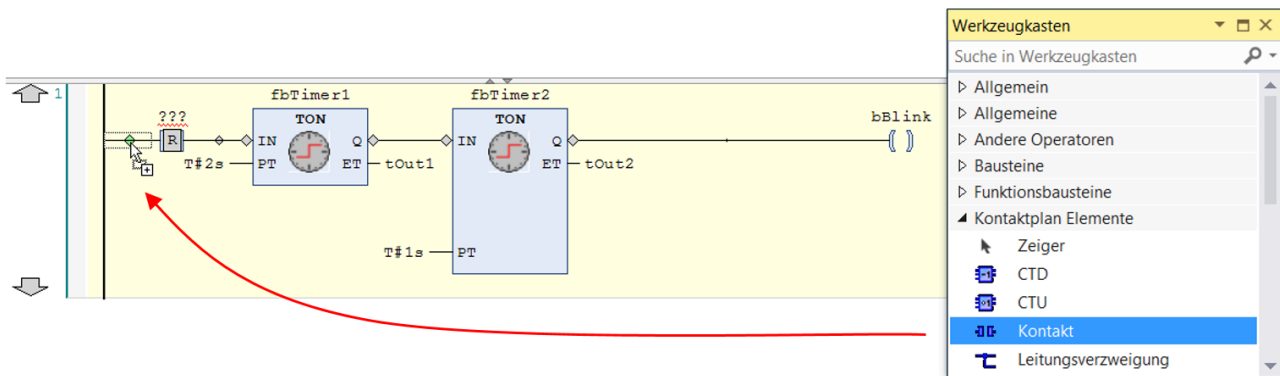 Werkzeugkasten
Suche in Werkzeugkasten
Allgemein
Allgemeine
Andere Operatoren
Bausteine
Funktionsbausteine
Kontaktplan Elemente
Zeiger
CTD
CTU
Kontakt
Leitungsverzweigung
1
fbTimer1 fbTimer2
??? TON TON bBlink
R IN Q IN Q
T#2s PT ET tOut1 ET tOut2
T#1s PT